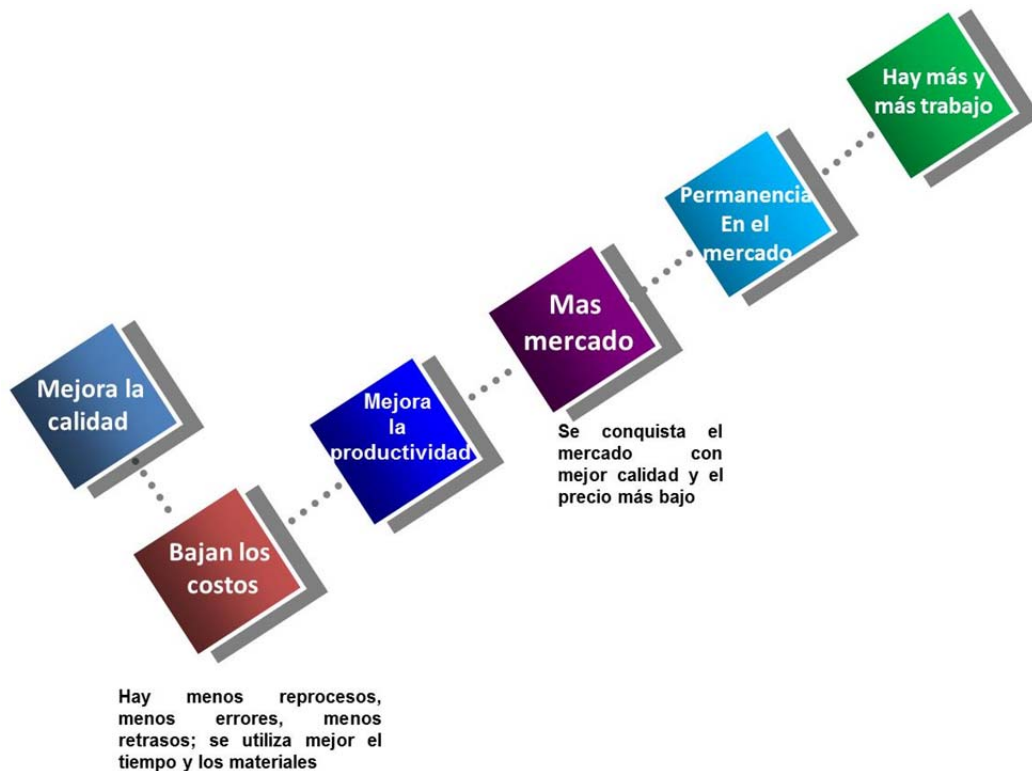 Mejora la
calidad
Bajan los
costos
Hay menos reprocesos,
menos errores, menos
retrasos; se utiliza mejor el
tiempo y los materiales
Mejora
la
productividad
Mas
mercado
Se conquista el
mercado con
mejor calidad y el
precio más bajo
Permanencia
En el
mercado
Hay más y
más trabajo